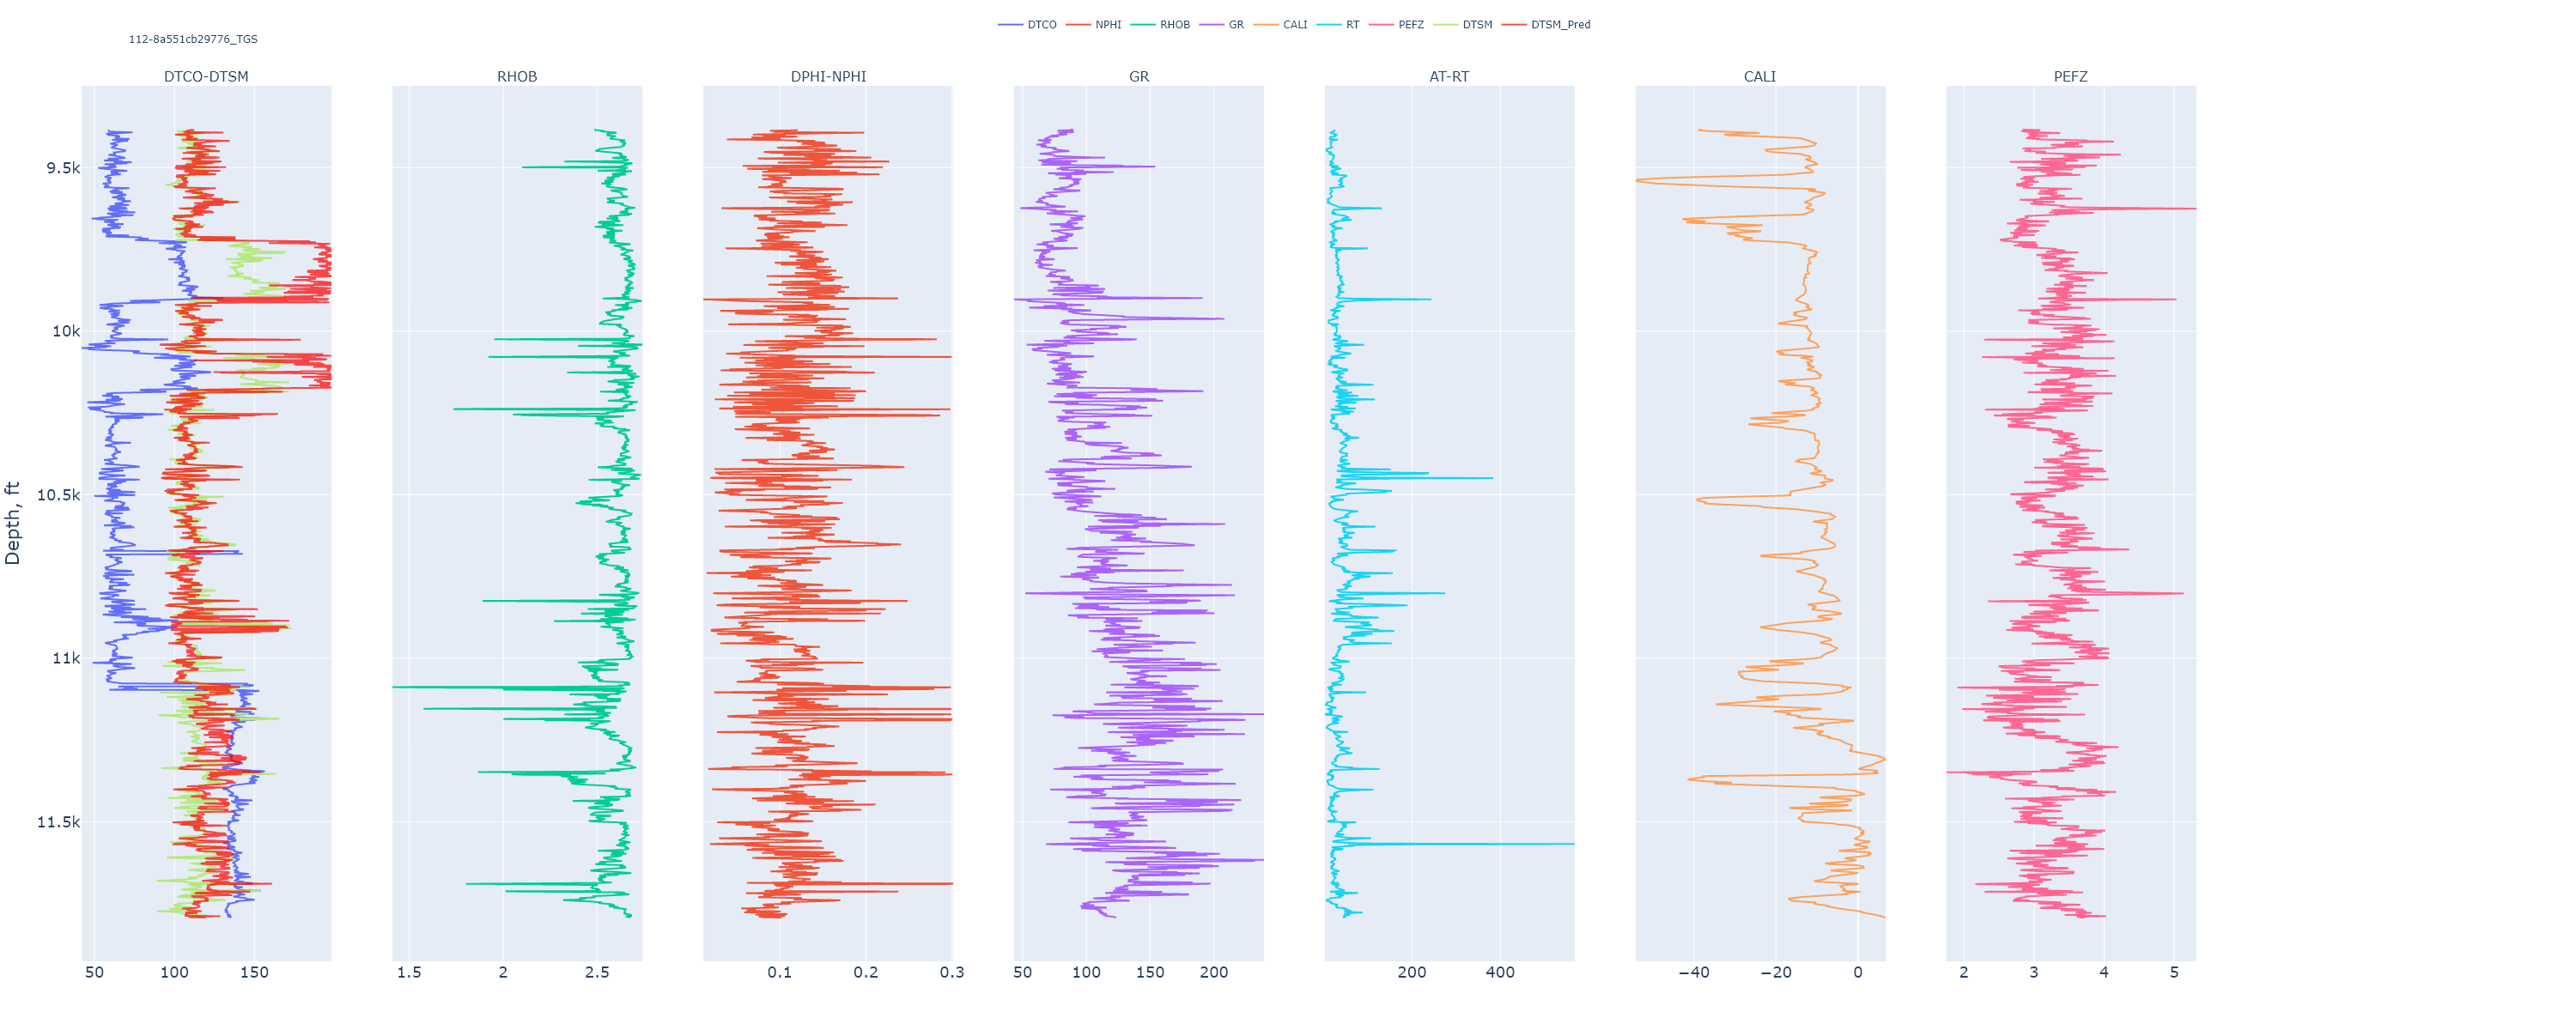 DTCO NPHI RHOB GR CALI RT PEFZ DTSM DTSM_Pred
112-8a551cb29776_TGS
DTCO-DTSM RHOB DPHI-NPHI GR AT-RT CALI PEFZ
9.5k
10k
10.5k
11k
11.5k
Depth, ft
50 100 150 1.5 2 2.5 0.1 0.2 0.3 50 100 150 200 200 400 −40 −20 0 2 3 4 5